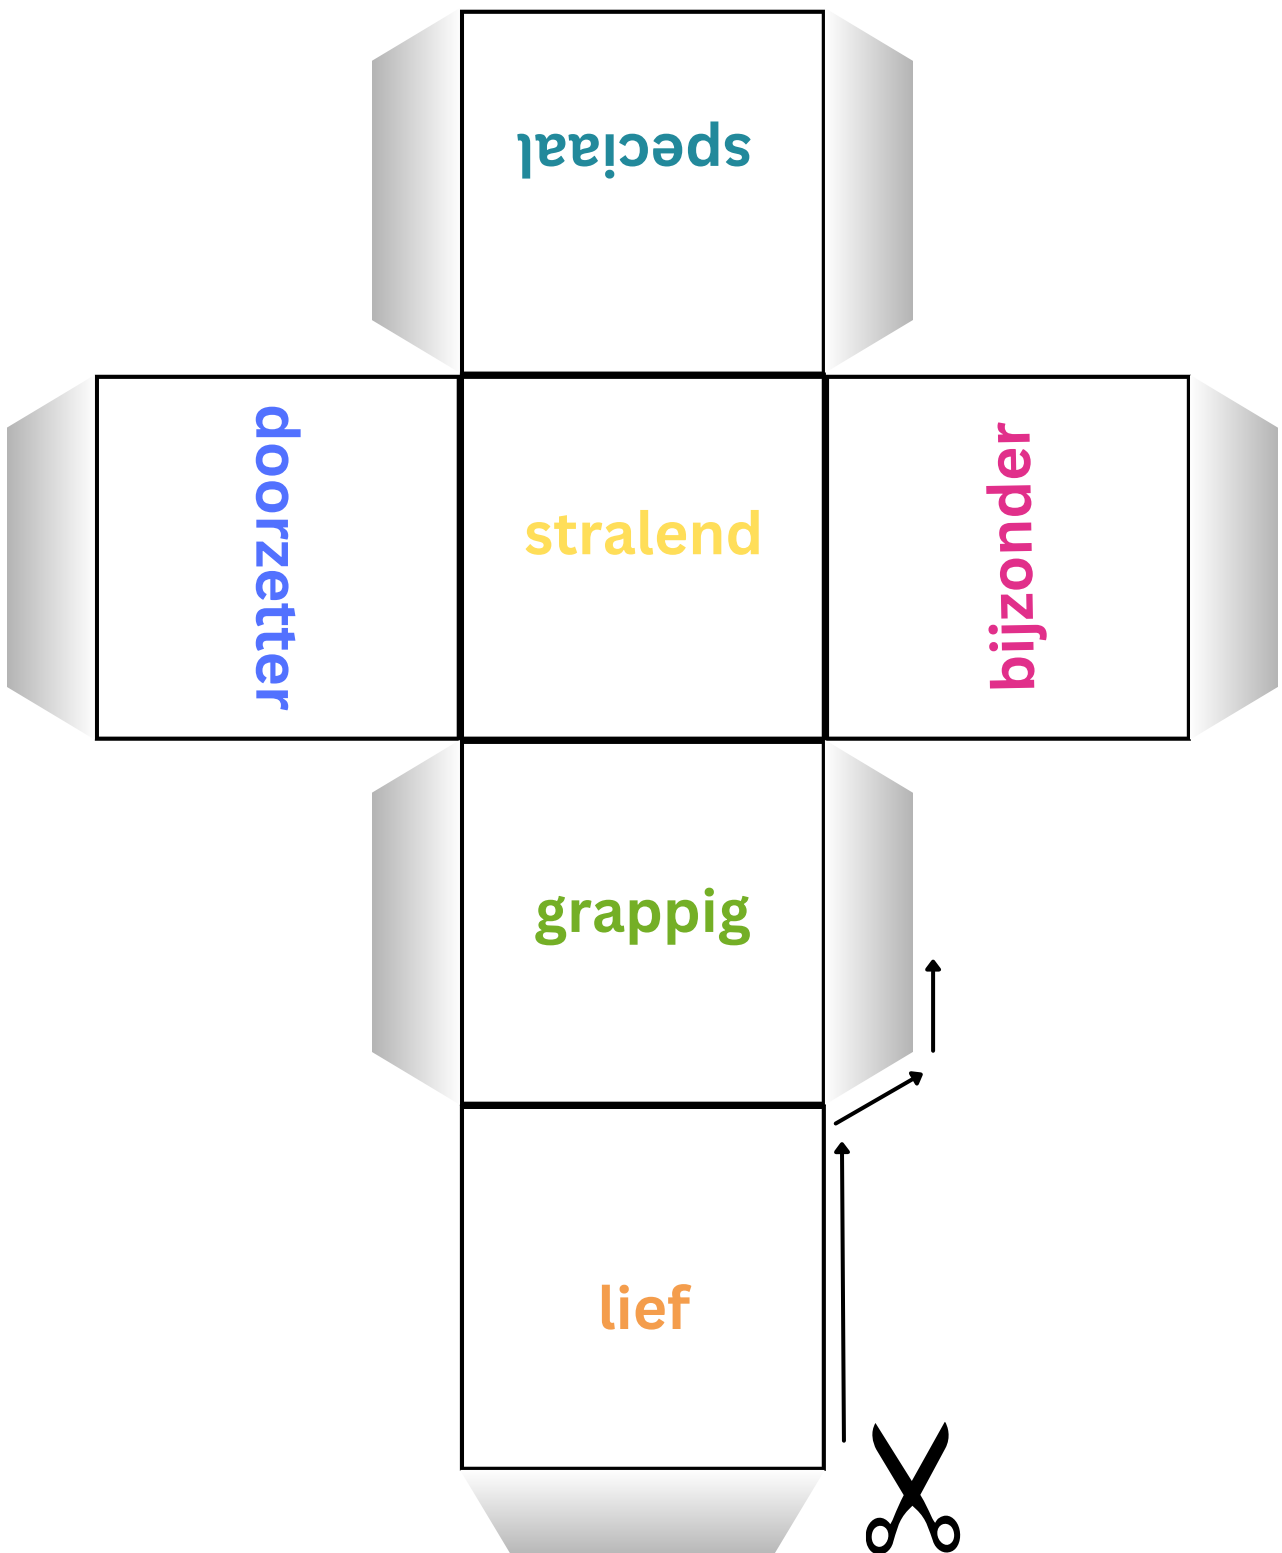 speciaal
doorzetter
stralend
bijzonder
grappig
lief